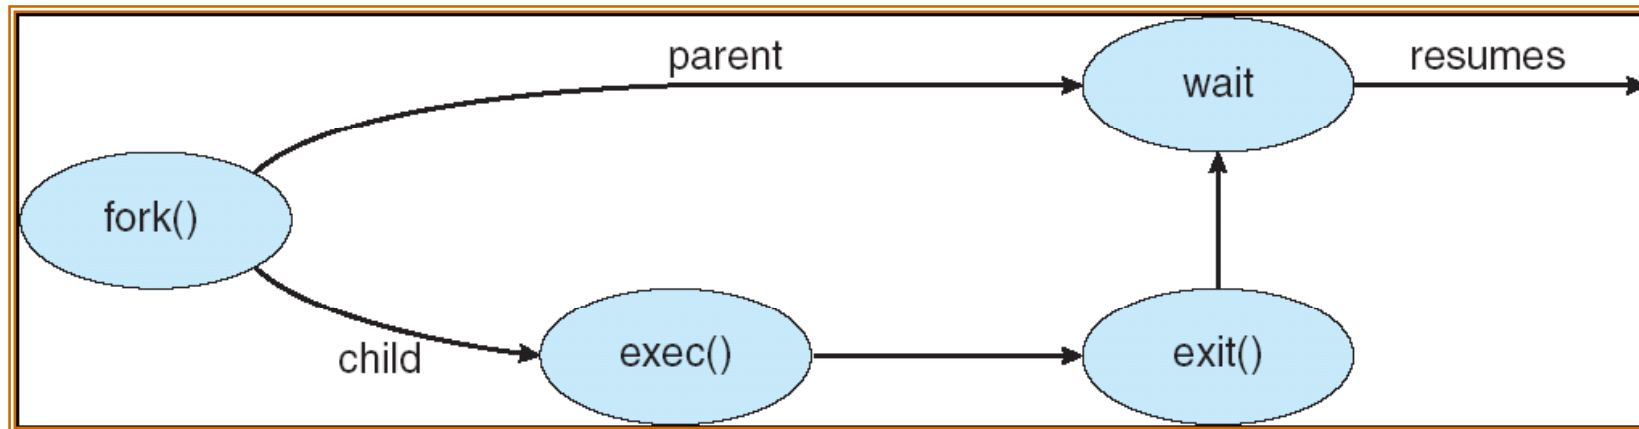 parent
wait
resumes
fork()
child
exec()
exit()